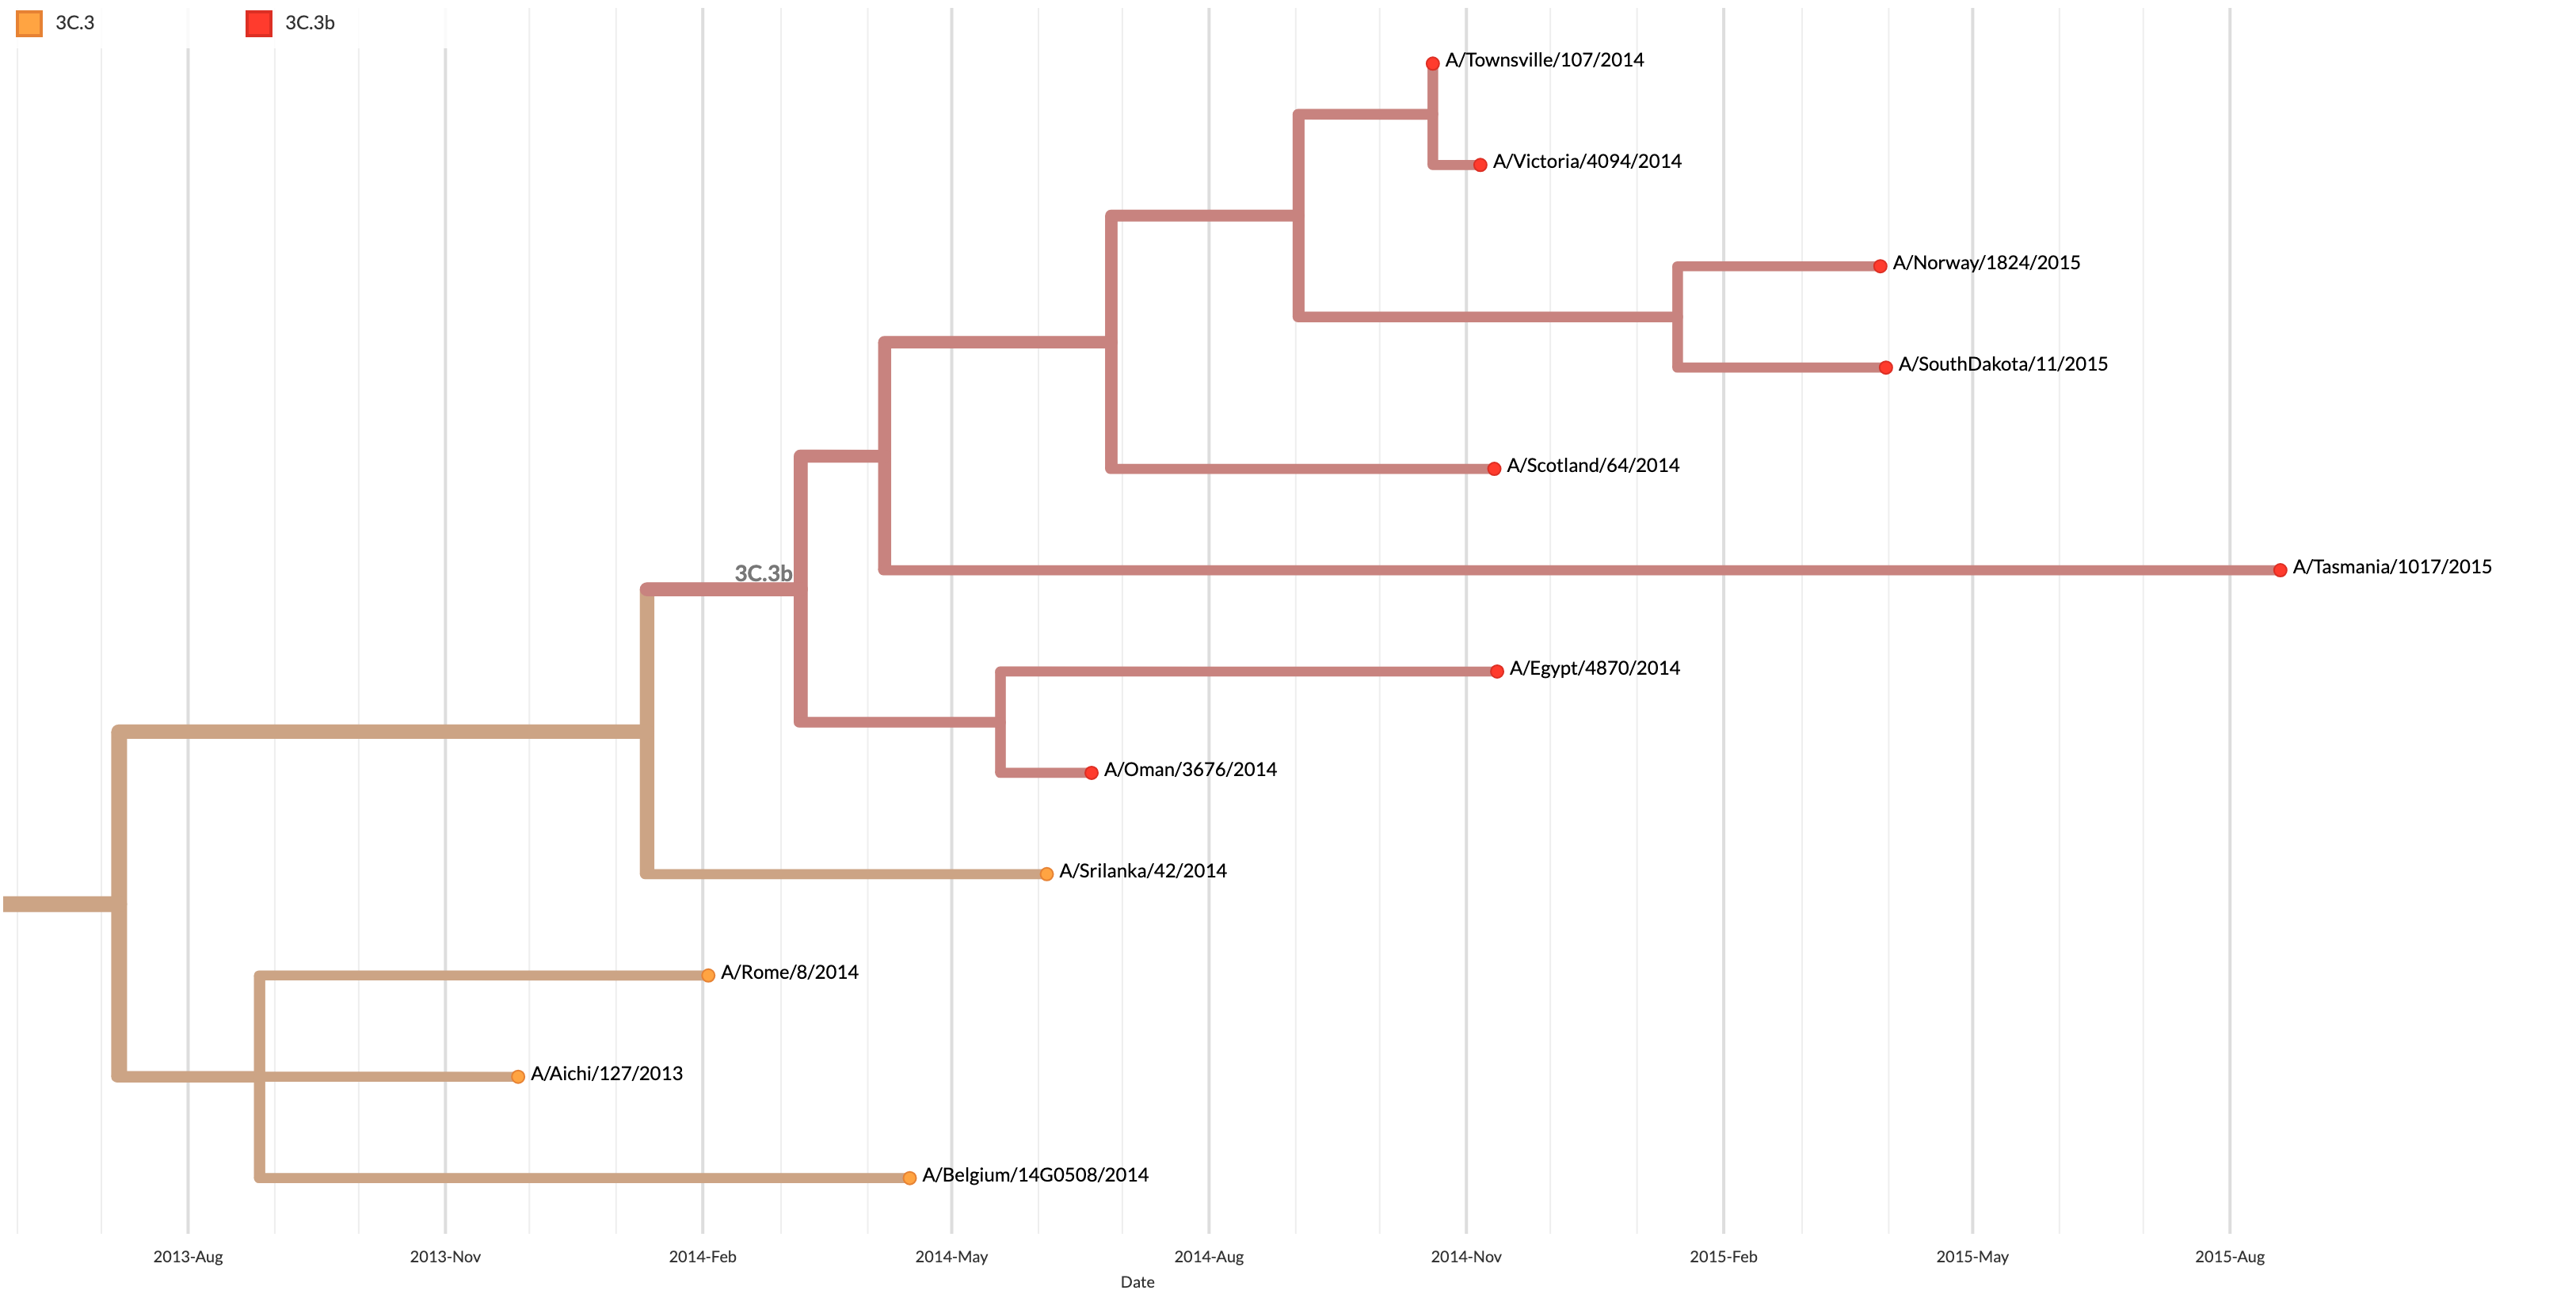 3C.3 3C.3b
A/Townsville/107/2014
A/Victoria/4094/2014
A/Norway/1824/2015
A/SouthDakota/11/2015
A/Scotland/64/2014
A/Tasmania/1017/2015
3C.3b
A/Egypt/4870/2014
A/Oman/3676/2014
A/Srilanka/42/2014
A/Rome/8/2014
A/Aichi/127/2013
A/Belgium/14G0508/2014
2013-Aug 2013-Nov 2014-Feb 2014-May 2014-Aug 2014-Nov 2015-Feb 2015-May 2015-Aug
Date